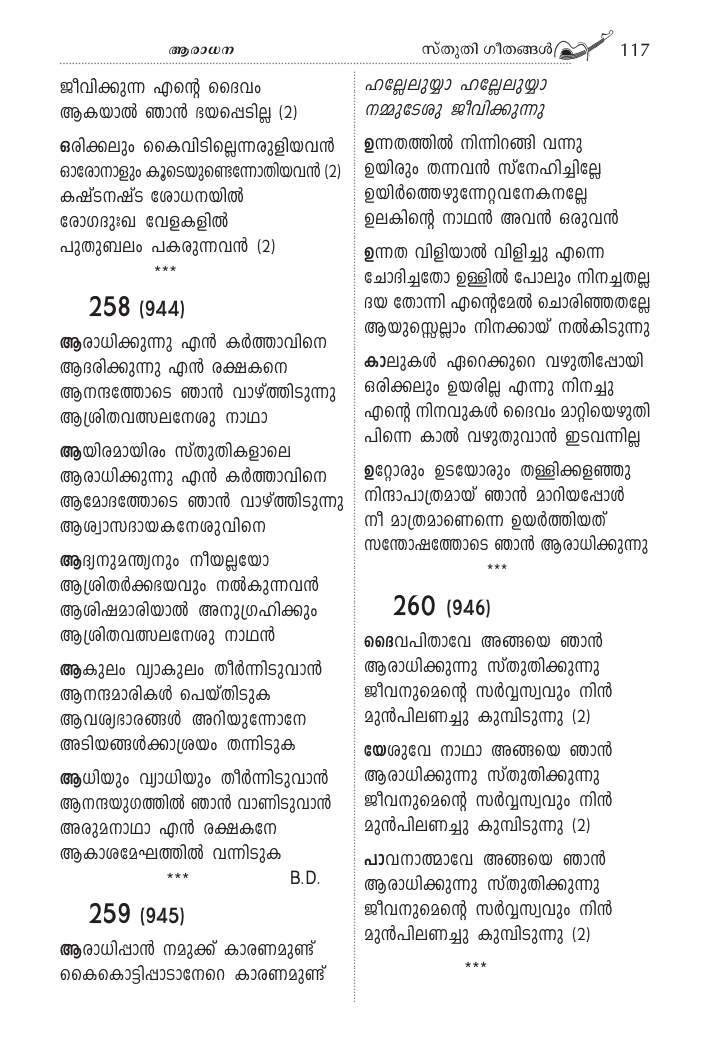 ആരാധന
സ്തുതി ഗീതങ്ങൾ 117
ജീവിക്കുന്ന എന്റെ ദൈവം
ആകയാൽ ഞാൻ ഭയപ്പെടില്ല (2)
ഒരിക്കലും കൈവിടില്ലെന്നരുളിയവൻ
ഓരോനാളും കൂടെയുണ്ടെന്നോതിയവൻ (2)
കഷ്ടനഷ്ട ശോധനയിൽ
രോഗദുഃഖ വേളകളിൽ
പുതുബലം പകരുന്നവൻ (2)
***
258 (944)
ആരാധിക്കുന്നു എൻ കർത്താവിനെ
ആദരിക്കുന്നു എൻ രക്ഷകനെ
ആനന്ദത്തോടെ ഞാൻ വാഴ്ത്തിടുന്നു
ആശ്രിതവത്സലനേശു നാഥാ
ആയിരമായിരം സ്തുതികളാലെ
ആരാധിക്കുന്നു എൻ കർത്താവിനെ
ആമോദത്തോടെ ഞാൻ വാഴ്ത്തിടുന്നു
ആശ്വാസദായകനേശുവിനെ
ആദ്യനുമന്ത്യനും നീയല്ലയോ
ആശ്രിതർക്കഭയവും നൽകുന്നവൻ
ആശിഷമാരിയാൽ അനുഗ്രഹിക്കും
ആശ്രിതവത്സലനേശു നാഥൻ
ആകുലം വ്യാകുലം തീർന്നിടുവാൻ
ആനന്ദമാരികൾ പെയ്തിടുക
ആവശ്യഭാരങ്ങൾ അറിയുന്നോനേ
അടിയങ്ങൾക്കാശ്രയം തന്നിടുക
ആധിയും വ്യാധിയും തീർന്നിടുവാൻ
ആനന്ദയുഗത്തിൽ ഞാൻ വാണിടുവാൻ
അരുമനാഥാ എൻ രക്ഷകനേ
ആകാശമേഘത്തിൽ വന്നിടുക
*** B.D.
259 (945)
ആരാധിപ്പാൻ നമുക്ക് കാരണമുണ്ട്
കൈകൊട്ടിപ്പാടാനേറെ കാരണമുണ്ട്
ഹല്ലേലുയ്യാ ഹല്ലേലുയ്യാ
നമ്മുടേശു ജീവിക്കുന്നു
ഉന്നതത്തിൽ നിന്നിറങ്ങി വന്നു
ഉയിരും തന്നവൻ സ്നേഹിച്ചില്ലേ
ഉയിർത്തെഴുന്നേറ്റവനേകനല്ലേ
ഉലകിന്റെ നാഥൻ അവൻ ഒരുവൻ
ഉന്നത വിളിയാൽ വിളിച്ചു എന്നെ
ചോദിച്ചതോ ഉള്ളിൽ പോലും നിനച്ചതല്ല
ദയ തോന്നി എന്റെമേൽ ചൊരിഞ്ഞതല്ലേ
ആയുസ്സെല്ലാം നിനക്കായ് നൽകിടുന്നു
കാലുകൾ ഏറെക്കുറെ വഴുതിപ്പോയി
ഒരിക്കലും ഉയരില്ല എന്നു നിനച്ചു
എന്റെ നിനവുകൾ ദൈവം മാറ്റിയെഴുതി
പിന്നെ കാൽ വഴുതുവാൻ ഇടവന്നില്ല
ഉറ്റോരും ഉടയോരും തള്ളിക്കളഞ്ഞു
നിന്ദാപാത്രമായ് ഞാൻ മാറിയപ്പോൾ
നീ മാത്രമാണെന്നെ ഉയർത്തിയത്
സന്തോഷത്തോടെ ഞാൻ ആരാധിക്കുന്നു
***
260 (946)
ദൈവപിതാവേ അങ്ങയെ ഞാൻ
ആരാധിക്കുന്നു സ്തുതിക്കുന്നു
ജീവനുമെന്റെ സർവ്വസ്വവും നിൻ
മുൻപിലണച്ചു കുമ്പിടുന്നു (2)
യേശുവേ നാഥാ അങ്ങയെ ഞാൻ
ആരാധിക്കുന്നു സ്തുതിക്കുന്നു
ജീവനുമെന്റെ സർവ്വസ്വവും നിൻ
മുൻപിലണച്ചു കുമ്പിടുന്നു (2)
പാവനാത്മാവേ അങ്ങയെ ഞാൻ
ആരാധിക്കുന്നു സ്തുതിക്കുന്നു
ജീവനുമെന്റെ സർവ്വസ്വവും നിൻ
മുൻപിലണച്ചു കുമ്പിടുന്നു (2)
***